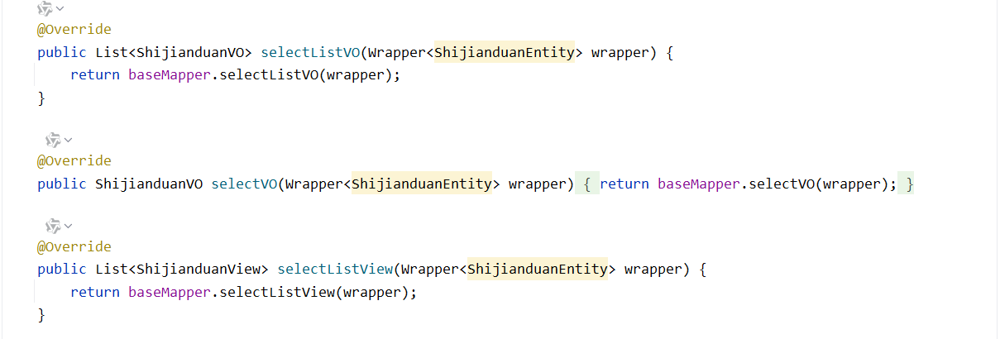 @Override
public List<ShijianduanVO> selectListVO(Wrapper<ShijianduanEntity> wrapper) {
    return baseMapper.selectListVO(wrapper);
}
@Override
public ShijianduanVO selectVO(Wrapper<ShijianduanEntity> wrapper) { return baseMapper.selectVO(wrapper); }
@Override
public List<ShijianduanView> selectListView(Wrapper<ShijianduanEntity> wrapper) {
    return baseMapper.selectListView(wrapper);
}